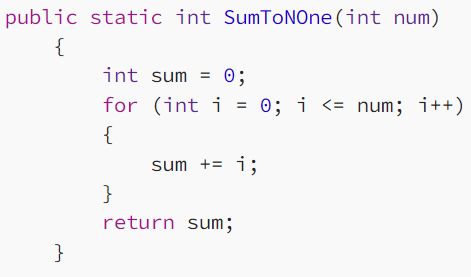 public static int SumToNOne(int num)
{
int sum = 0;
for (int i = 0; i <= num; i++)
{
sum += i;
}
return sum;
}